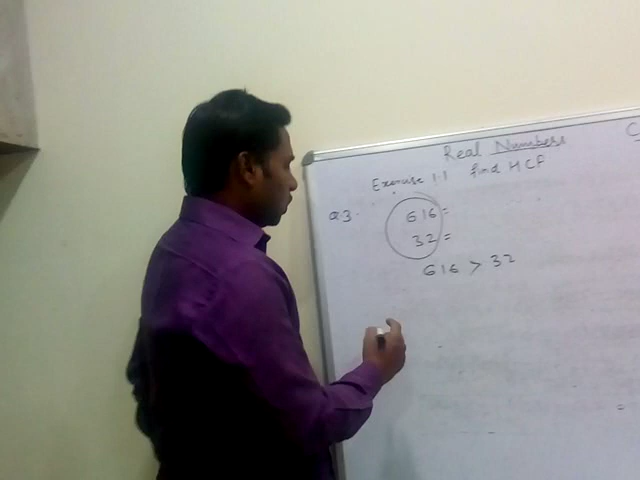 Real Numbers
Exercise 1.1 find HCF
Q3.
616 =
32 =
616 > 32